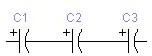 C1 C2 C3
+ + +